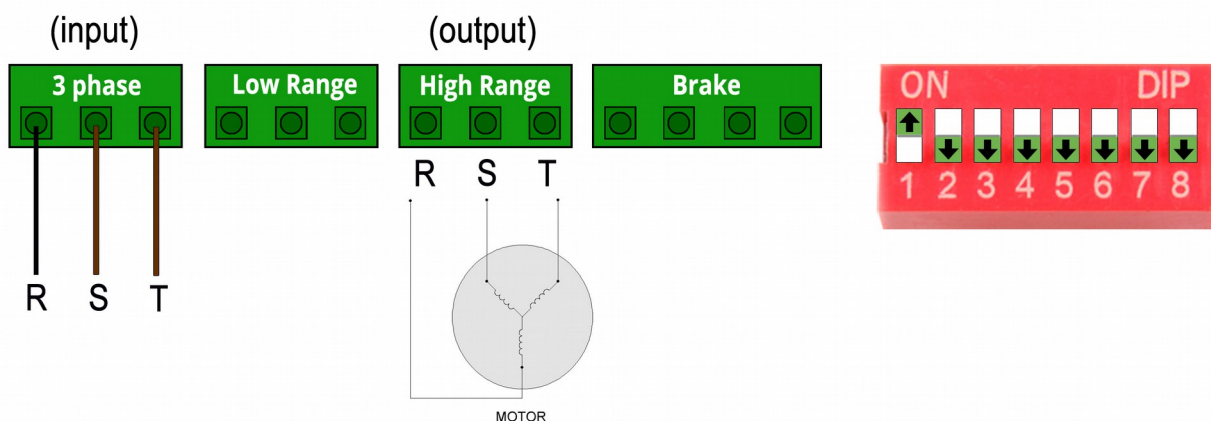 (input)
(output)
3 phase
Low Range
High Range
Brake
ON
DIP
1 2 3 4 5 6 7 8
R S T
R S T
MOTOR